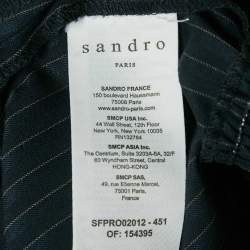 sandro
PARIS
SANDRO FRANCE
150 boulevard Haussmann
75008 Paris
www.sandro-paris.com
SMCP USA Inc.
44 Wall Street, 12th Floor
New York, New York 10005
RN132764
SMCP ASIA Inc.
The Centrium, Suite 3203A-5A, 32/F
60 Wyndham Street, Central
HONG-KONG
SMCP SAS,
49, rue Etienne Marcel,
75001 Paris,
France
SFPRO02012 - 451
OF: 154395